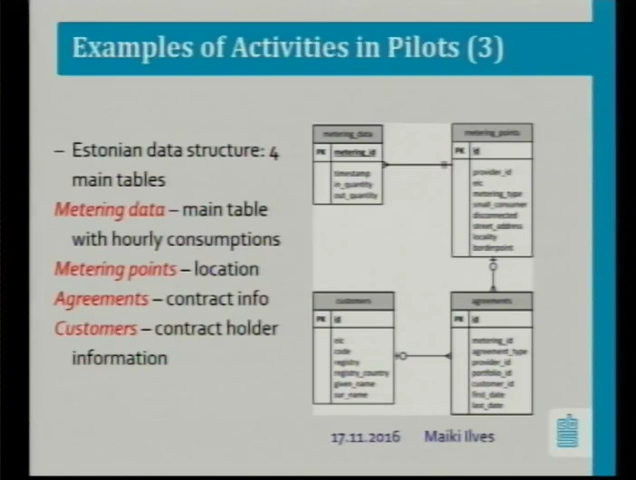 Examples of Activities in Pilots (3)
– Estonian data structure: 4
main tables
Metering data – main table
with hourly consumptions
Metering points – location
Agreements – contract info
Customers – contract holder
information
metering_data
PK metering_id
timestamp
in_quantity
out_quantity
metering_points
PK id
provider_id
eic
metering_type
small_consumer
disconnected
street_address
locality
borderpoint
customers
PK id
eic
code
registry
registry_country
given_name
sur_name
agreements
PK id
metering_id
agreement_type
provider_id
portfolio_id
customer_id
first_date
last_date
17.11.2016 Maiki Ilves